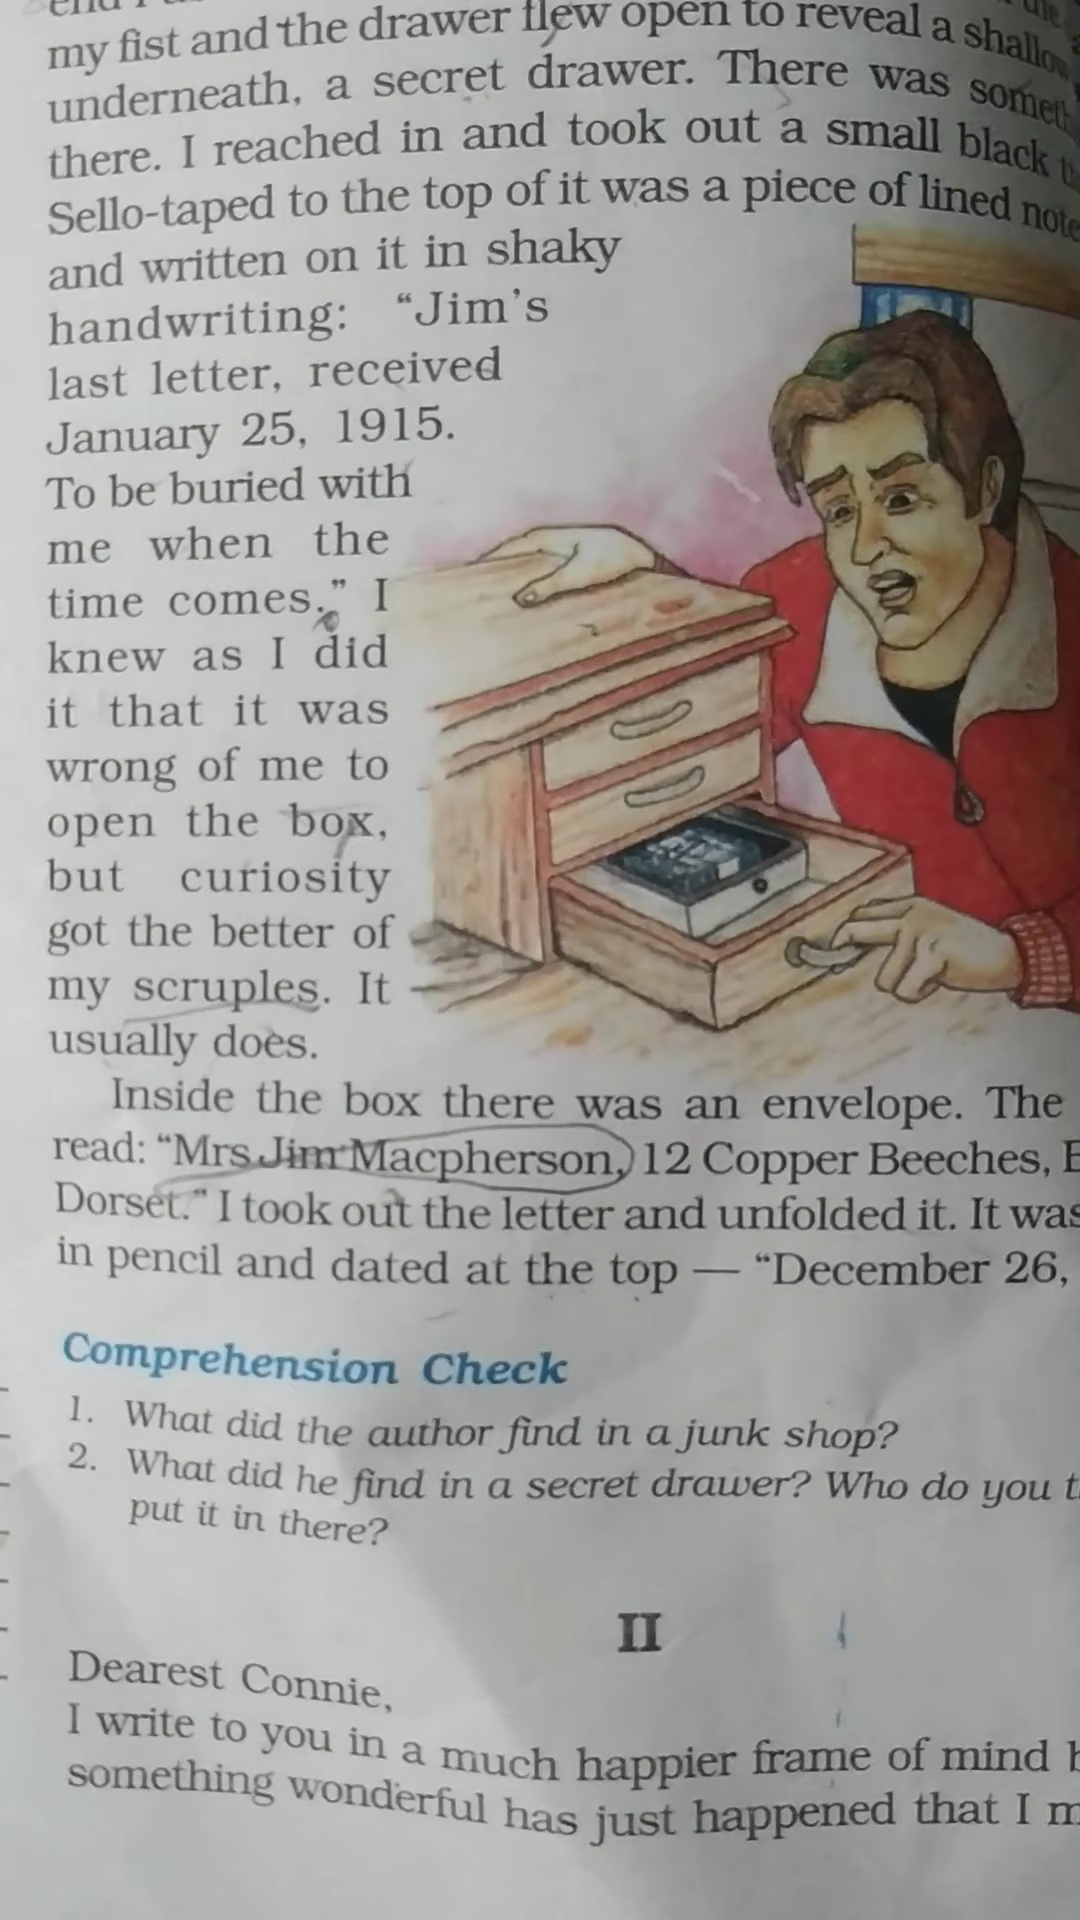 my fist and the drawer flew open to reveal a
underneath, a secret drawer. There was
there. I reached in and took out a small black
Sello-taped to the top of it was a piece of lined
and written on it in shaky
handwriting: “Jim’s
last letter, received
January 25, 1915.
To be buried with
me when the
time comes.” I
knew as I did
it that it was
wrong of me to
open the box,
but curiosity
got the better of
my scruples. It
usually does.
Inside the box there was an envelope. The
read: “Mrs Jim Macpherson, 12 Copper Beeches,
Dorset.” I took out the letter and unfolded it. It was
in pencil and dated at the top — “December 26,
Comprehension Check
1. What did the author find in a junk shop?
2. What did he find in a secret drawer? Who do you
put it in there?
II
Dearest Connie,
I write to you in a much happier frame of mind
something wonderful has just happened that I